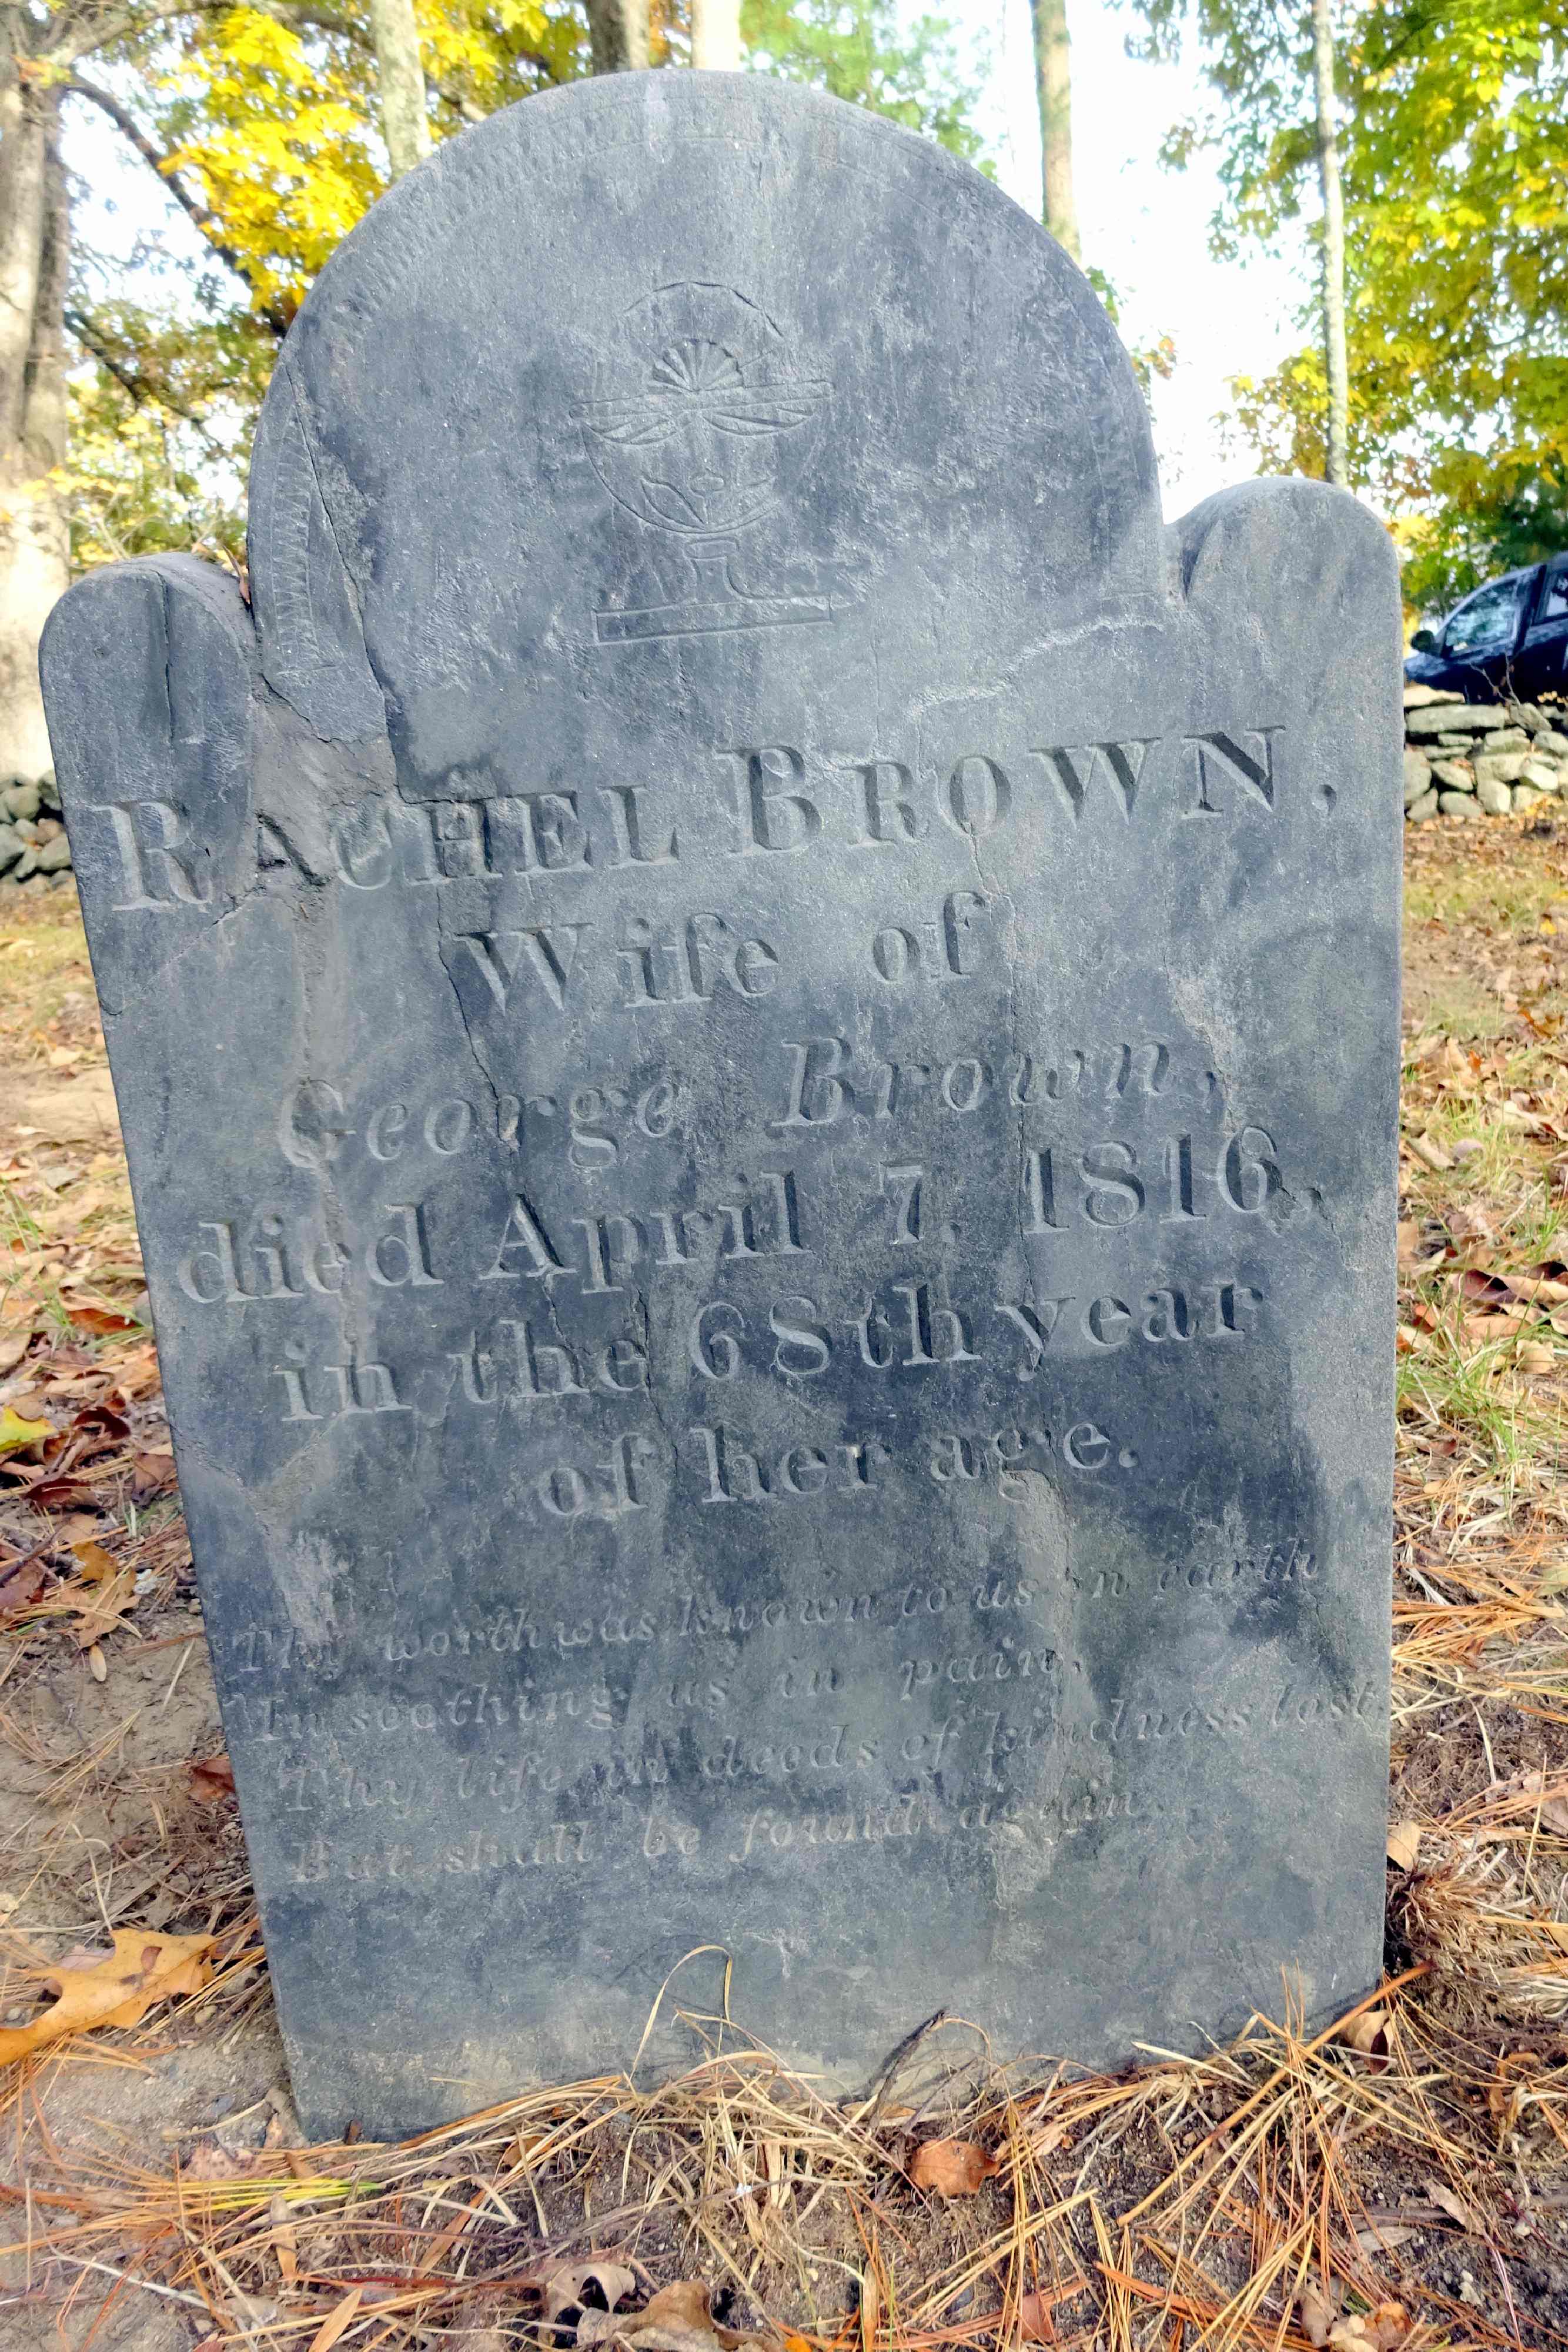 RACHEL BROWN,
Wife of
George Brown,
died April 7, 1816,
in the 68th year
of her age.
Thy worth was known to us on earth
In soothing us in pain,
Thy life in deeds of kindness lost,
But shall be found again.